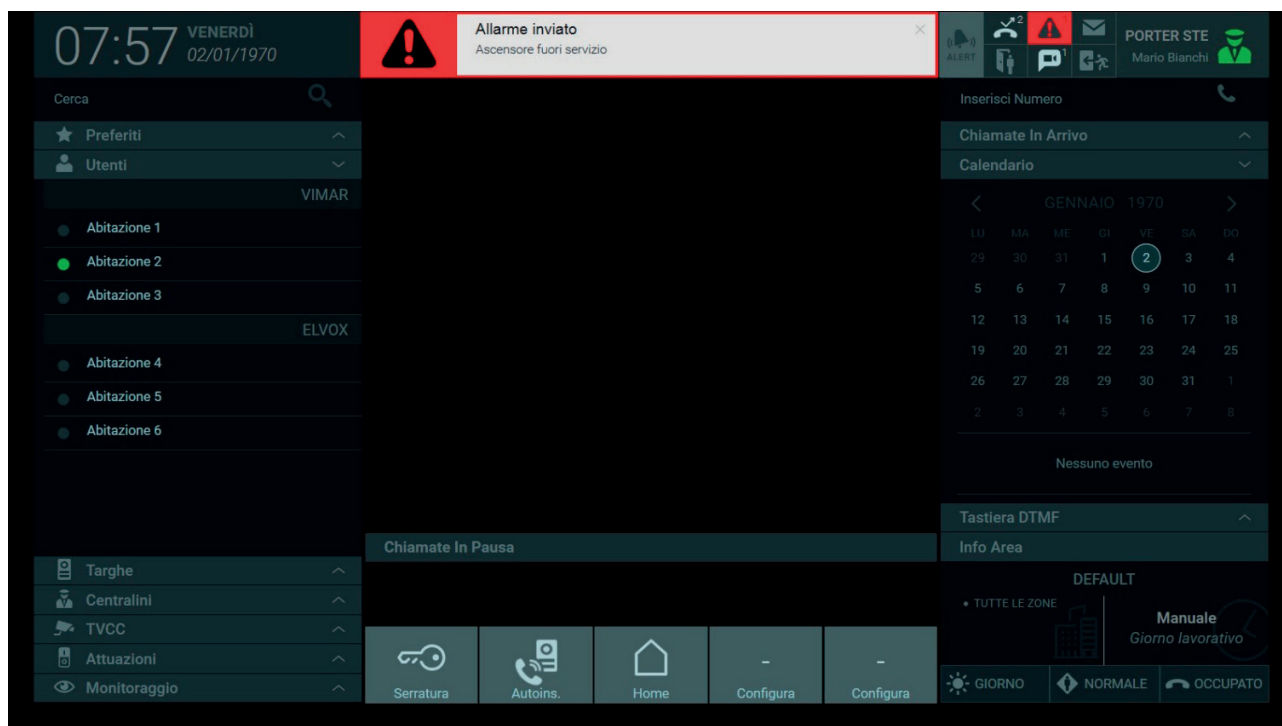 07:57 VENERDÌ
02/01/1970
Allarme inviato
Ascensore fuori servizio
ALERT
2
1
1
PORTER STE
Mario Bianchi
Cerca
Preferiti
Utenti
VIMAR
Abitazione 1
Abitazione 2
Abitazione 3
ELVOX
Abitazione 4
Abitazione 5
Abitazione 6
Targhe
Centralini
TVCC
Attuazioni
Monitoraggio
Chiamate In Pausa
Serratura
Autoins.
Home
-
Configura
-
Configura
Inserisci Numero
Chiamate In Arrivo
Calendario
GENNAIO 1970
LU MA ME GI VE SA DO
29 30 31 1 2 3 4
5 6 7 8 9 10 11
12 13 14 15 16 17 18
19 20 21 22 23 24 25
26 27 28 29 30 31 1
2 3 4 5 6 7 8
Nessuno evento
Tastiera DTMF
Info Area
DEFAULT
• TUTTE LE ZONE
Manuale
Giorno lavorativo
GIORNO
NORMALE
OCCUPATO